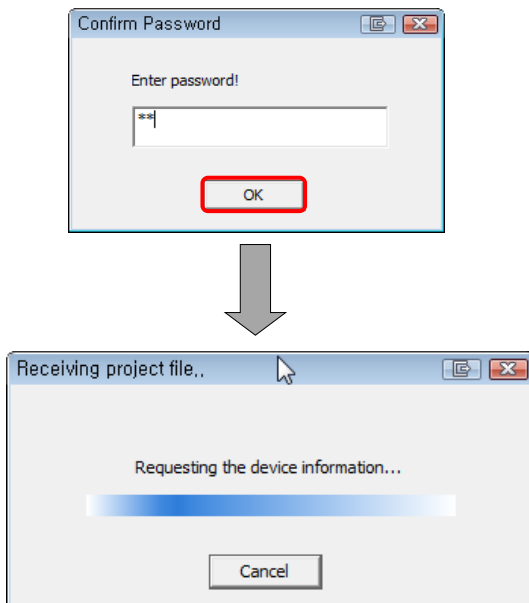 Confirm Password
Enter password!
**
OK
Receiving project file,,
Requesting the device information...
Cancel